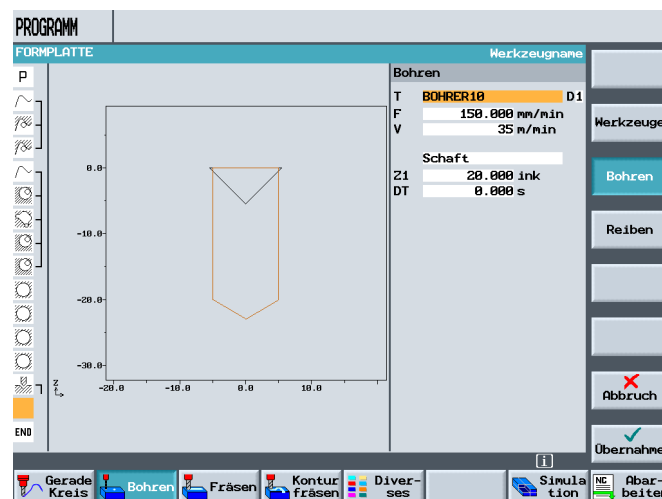 PROGRAMM
FORMPLATTE
Werkzeugname
P
END
0.0
-10.0
-20.0
-30.0
Z
-20.0 -10.0 0.0 10.0
Bohren
T BOHRER10 D1
F 150.000 mm/min
V 35 m/min
Schaft
Z1 20.000 ink
DT 0.000 s
Werkzeuge
Bohren
Reiben
Abbruch
Übernahme
i
Gerade
Kreis
Bohren
Fräsen
Kontur
fräsen
Diver-
ses
Simula
tion
NC
Abar-
beite